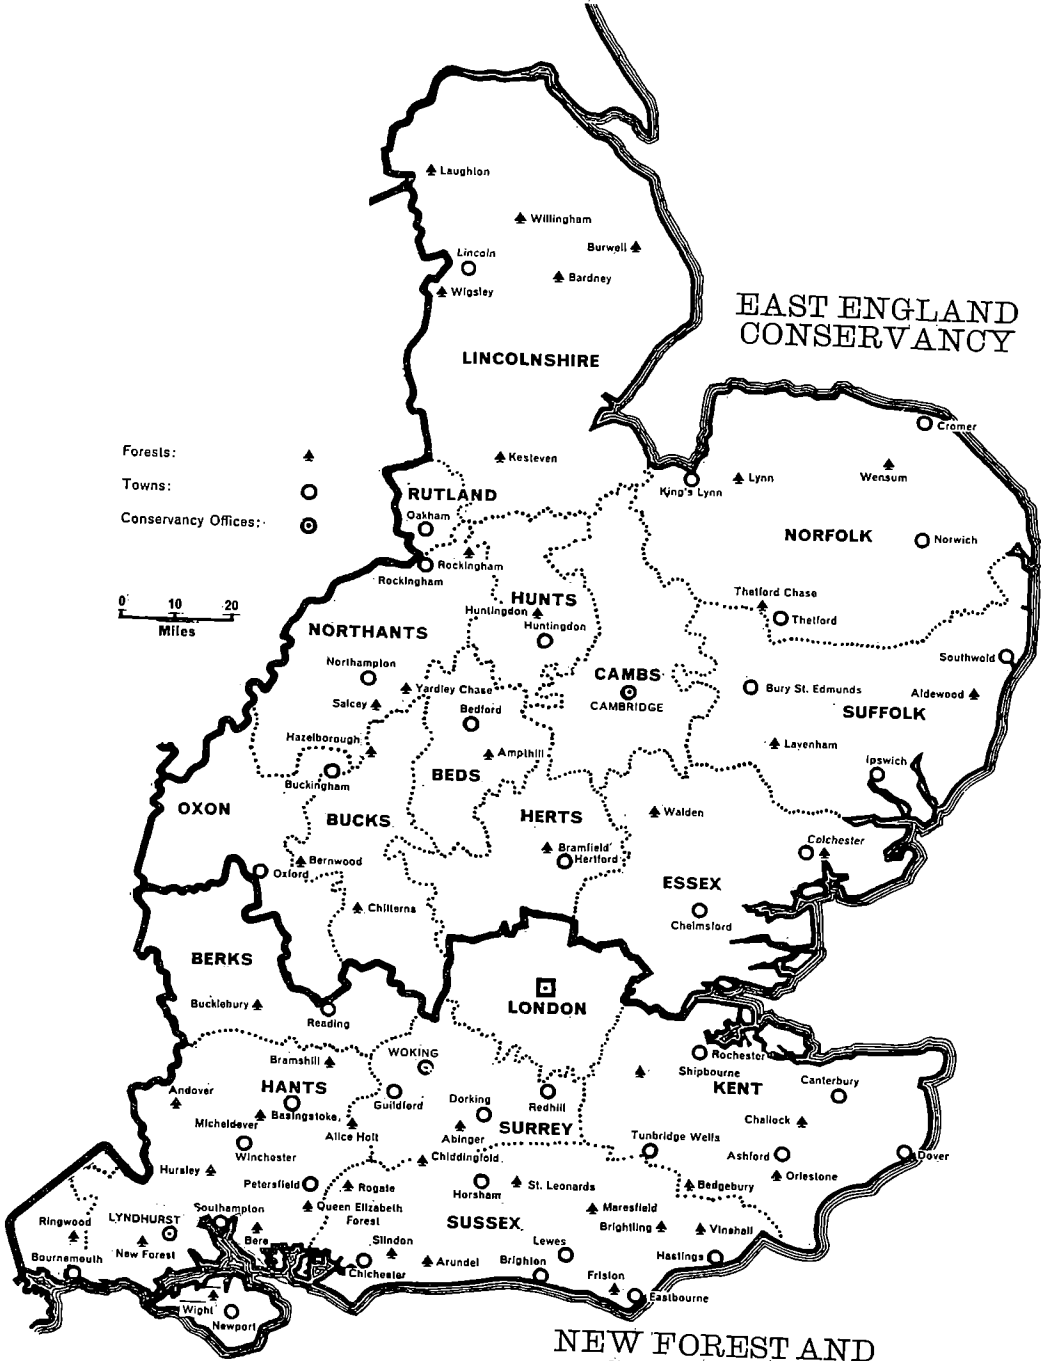 Laughton
Willingham
Burwell
Lincoln
Bardney
Wigsley
EAST ENGLAND
CONSERVANCY
LINCOLNSHIRE
Cromer
Forests:
Kesteven
Wensum
Lynn
King's Lynn
Towns:
RUTLAND
Oakham
Conservancy Offices:
NORFOLK
Norwich
Rockingham
Rockingham
0 10 20
Miles
HUNTS
Huntingdon
Huntingdon
Thetford Chase
Thetford
NORTHANTS
Northampton
Yardley Chase
Salcey
CAMBS
CAMBRIDGE
Southwold
Bury St. Edmunds
Aldewood
SUFFOLK
Bedford
Hazelborough
Ampthill
Lavenham
Buckingham
BEDS
Ipswich
OXON
BUCKS
HERTS
Walden
Colchester
Bramfield
Hertford
Bernwood
Oxford
ESSEX
Chilterns
Chelmsford
BERKS
Bucklebury
Reading
LONDON
WOKING
Bramshill
Rochester
Shipbourne
KENT
Canterbury
HANTS
Andover
Guildford
Dorking
Redhill
Basingstoke
Micheldever
Alice Holt
Abinger
SURREY
Challock
Winchester
Tunbridge Wells
Ashford
Dover
Chiddingfold
Hursley
Petersfield
Rogate
Horsham
St. Leonards
Bedgebury
Orlestone
Queen Elizabeth
Forest
Maresfield
SUSSEX
Brightling
Vinehall
Ringwood
LYNDHURST
Southampton
New Forest
Bere
Slindon
Lewes
Bournemouth
Chichester
Arundel
Brighton
Hastings
Friston
Eastbourne
Wight
Newport
NEW FOREST AND